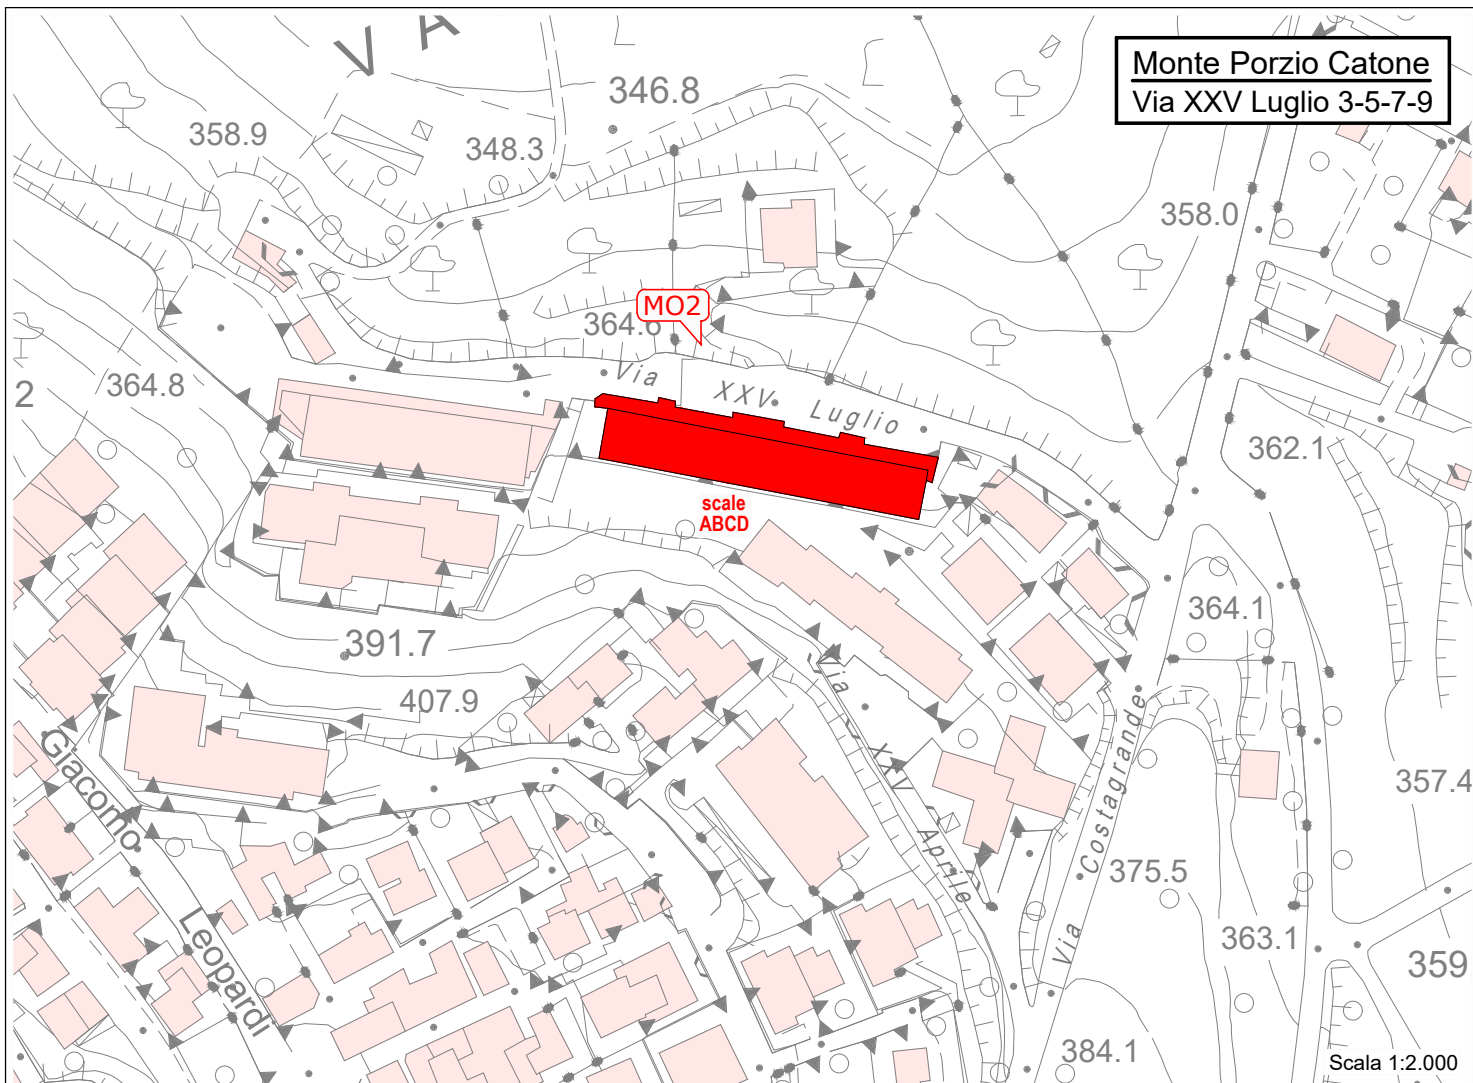 Monte Porzio Catone
Via XXV Luglio 3-5-7-9
VA
346.8
358.9
348.3
358.0
MO2
364.6
364.8
2
Via XXV Luglio
362.1
scale
ABCD
364.1
391.7
407.9
Via XXV Aprile
Via Costagrande
Giacomo Leopardi
357.4
375.5
363.1
359
384.1
Scala 1:2.000